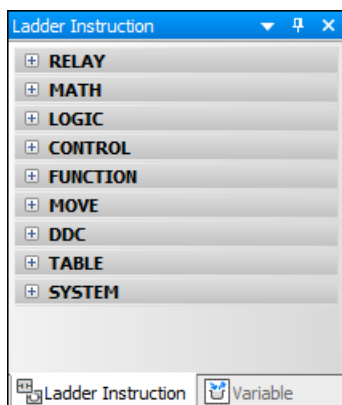 Ladder Instruction
RELAY
MATH
LOGIC
CONTROL
FUNCTION
MOVE
DDC
TABLE
SYSTEM
Ladder Instruction Variable